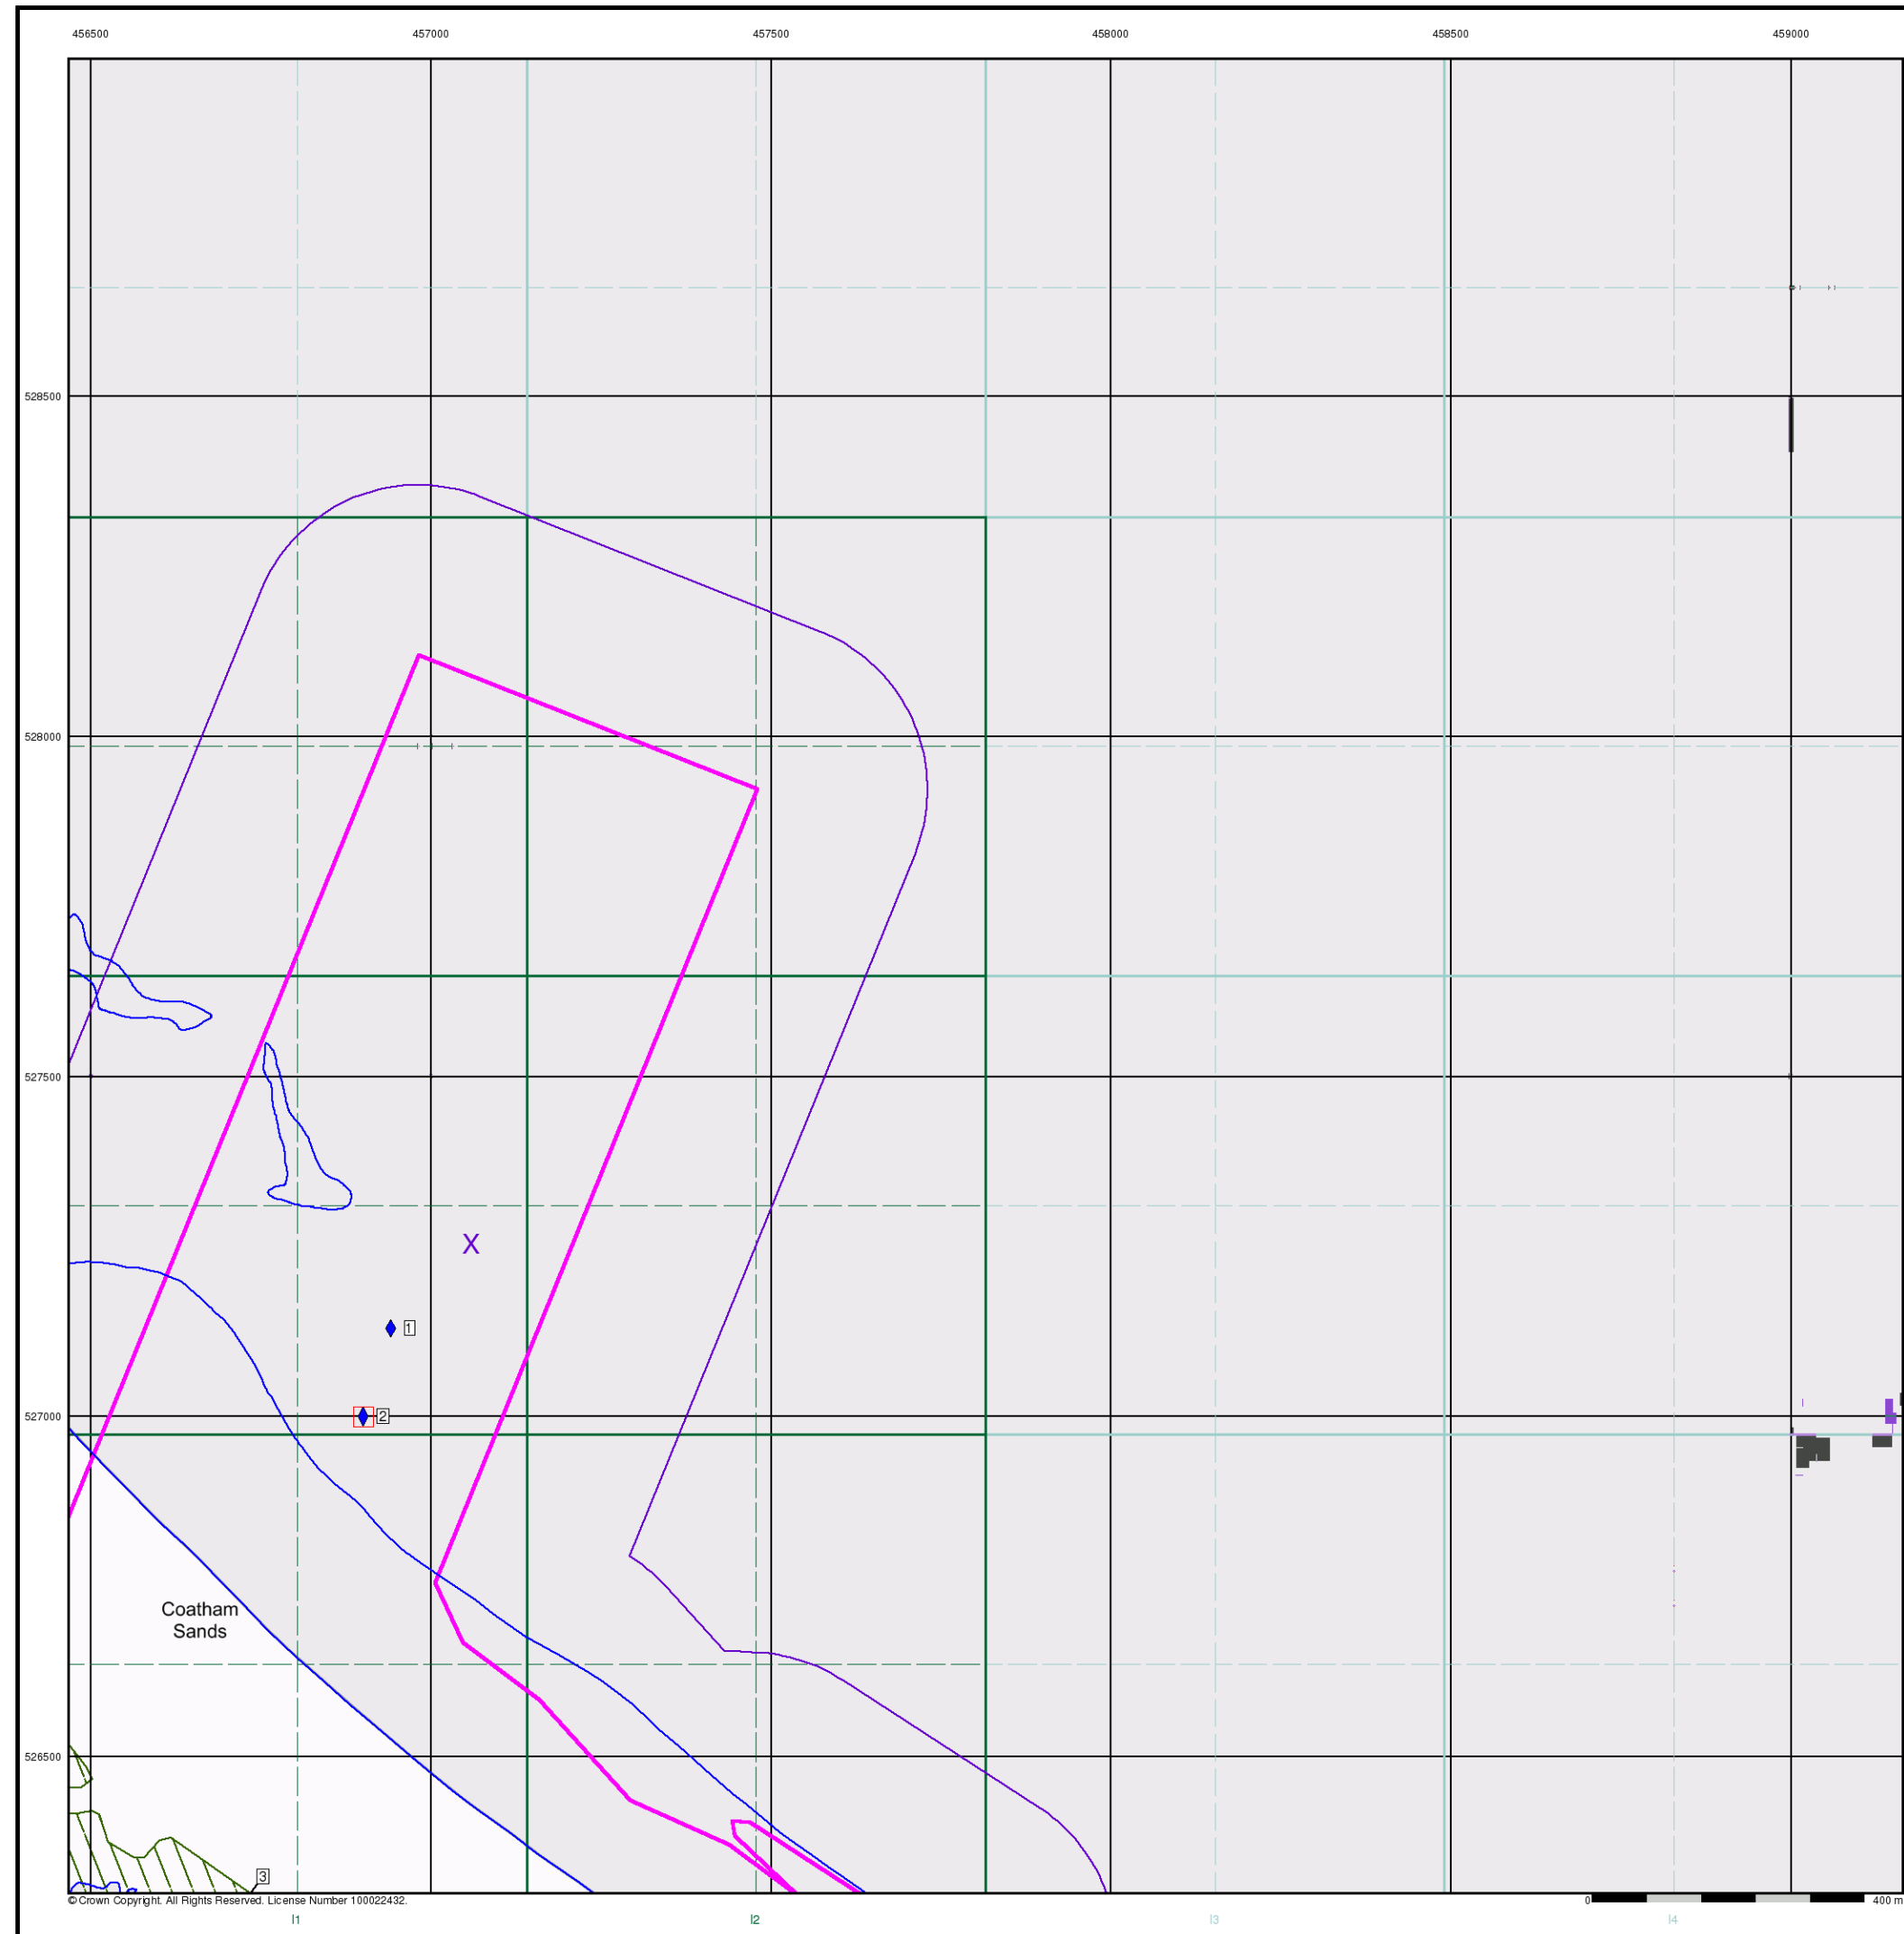 456500 457000 457500 458000 458500 459000
528500
528000
527500
X
1
527000
2
Coatham
Sands
526500
3
© Crown Copyright. All Rights Reserved. License Number 100022432.
0 400 m
I1 I2 I3 I4